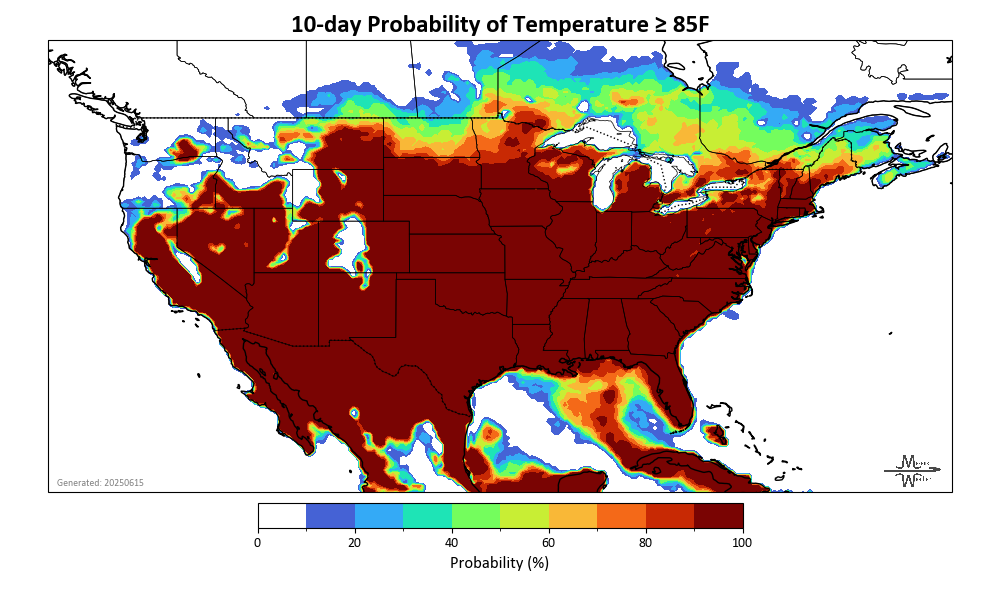 10-day Probability of Temperature ≥ 85F
Generated: 20250615
0 20 40 60 80 100
Probability (%)